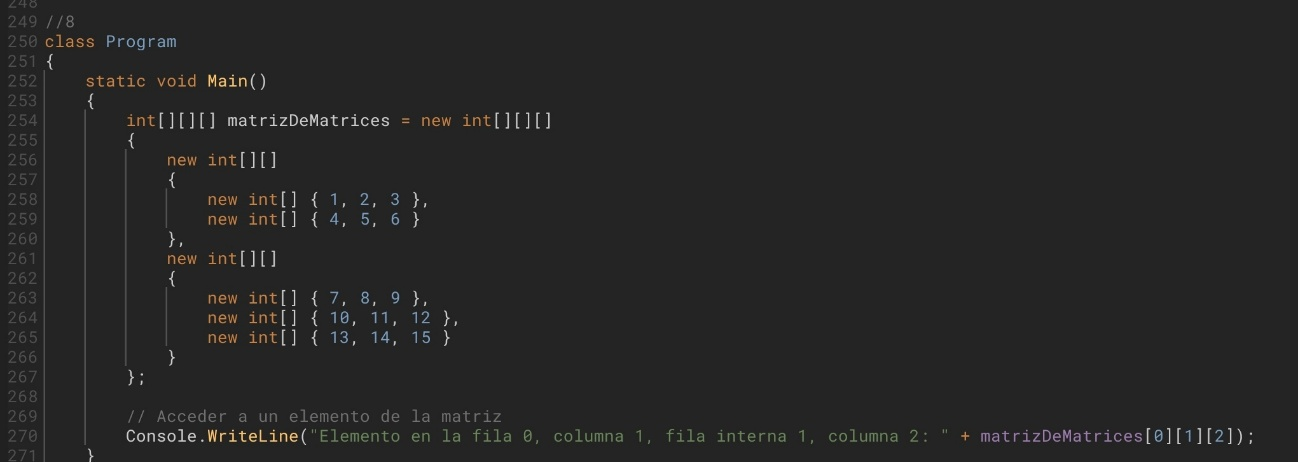 248
249 //8
250 class Program
251 {
252     static void Main()
253     {
254         int[][][] matrizDeMatrices = new int[][][]
255         {
256             new int[][]
257             {
258                 new int[] { 1, 2, 3 },
259                 new int[] { 4, 5, 6 }
260             },
261             new int[][]
262             {
263                 new int[] { 7, 8, 9 },
264                 new int[] { 10, 11, 12 },
265                 new int[] { 13, 14, 15 }
266             }
267         };
268
269         // Acceder a un elemento de la matriz
270         Console.WriteLine("Elemento en la fila 0, columna 1, fila interna 1, columna 2: " + matrizDeMatrices[0][1][2]);
271     }